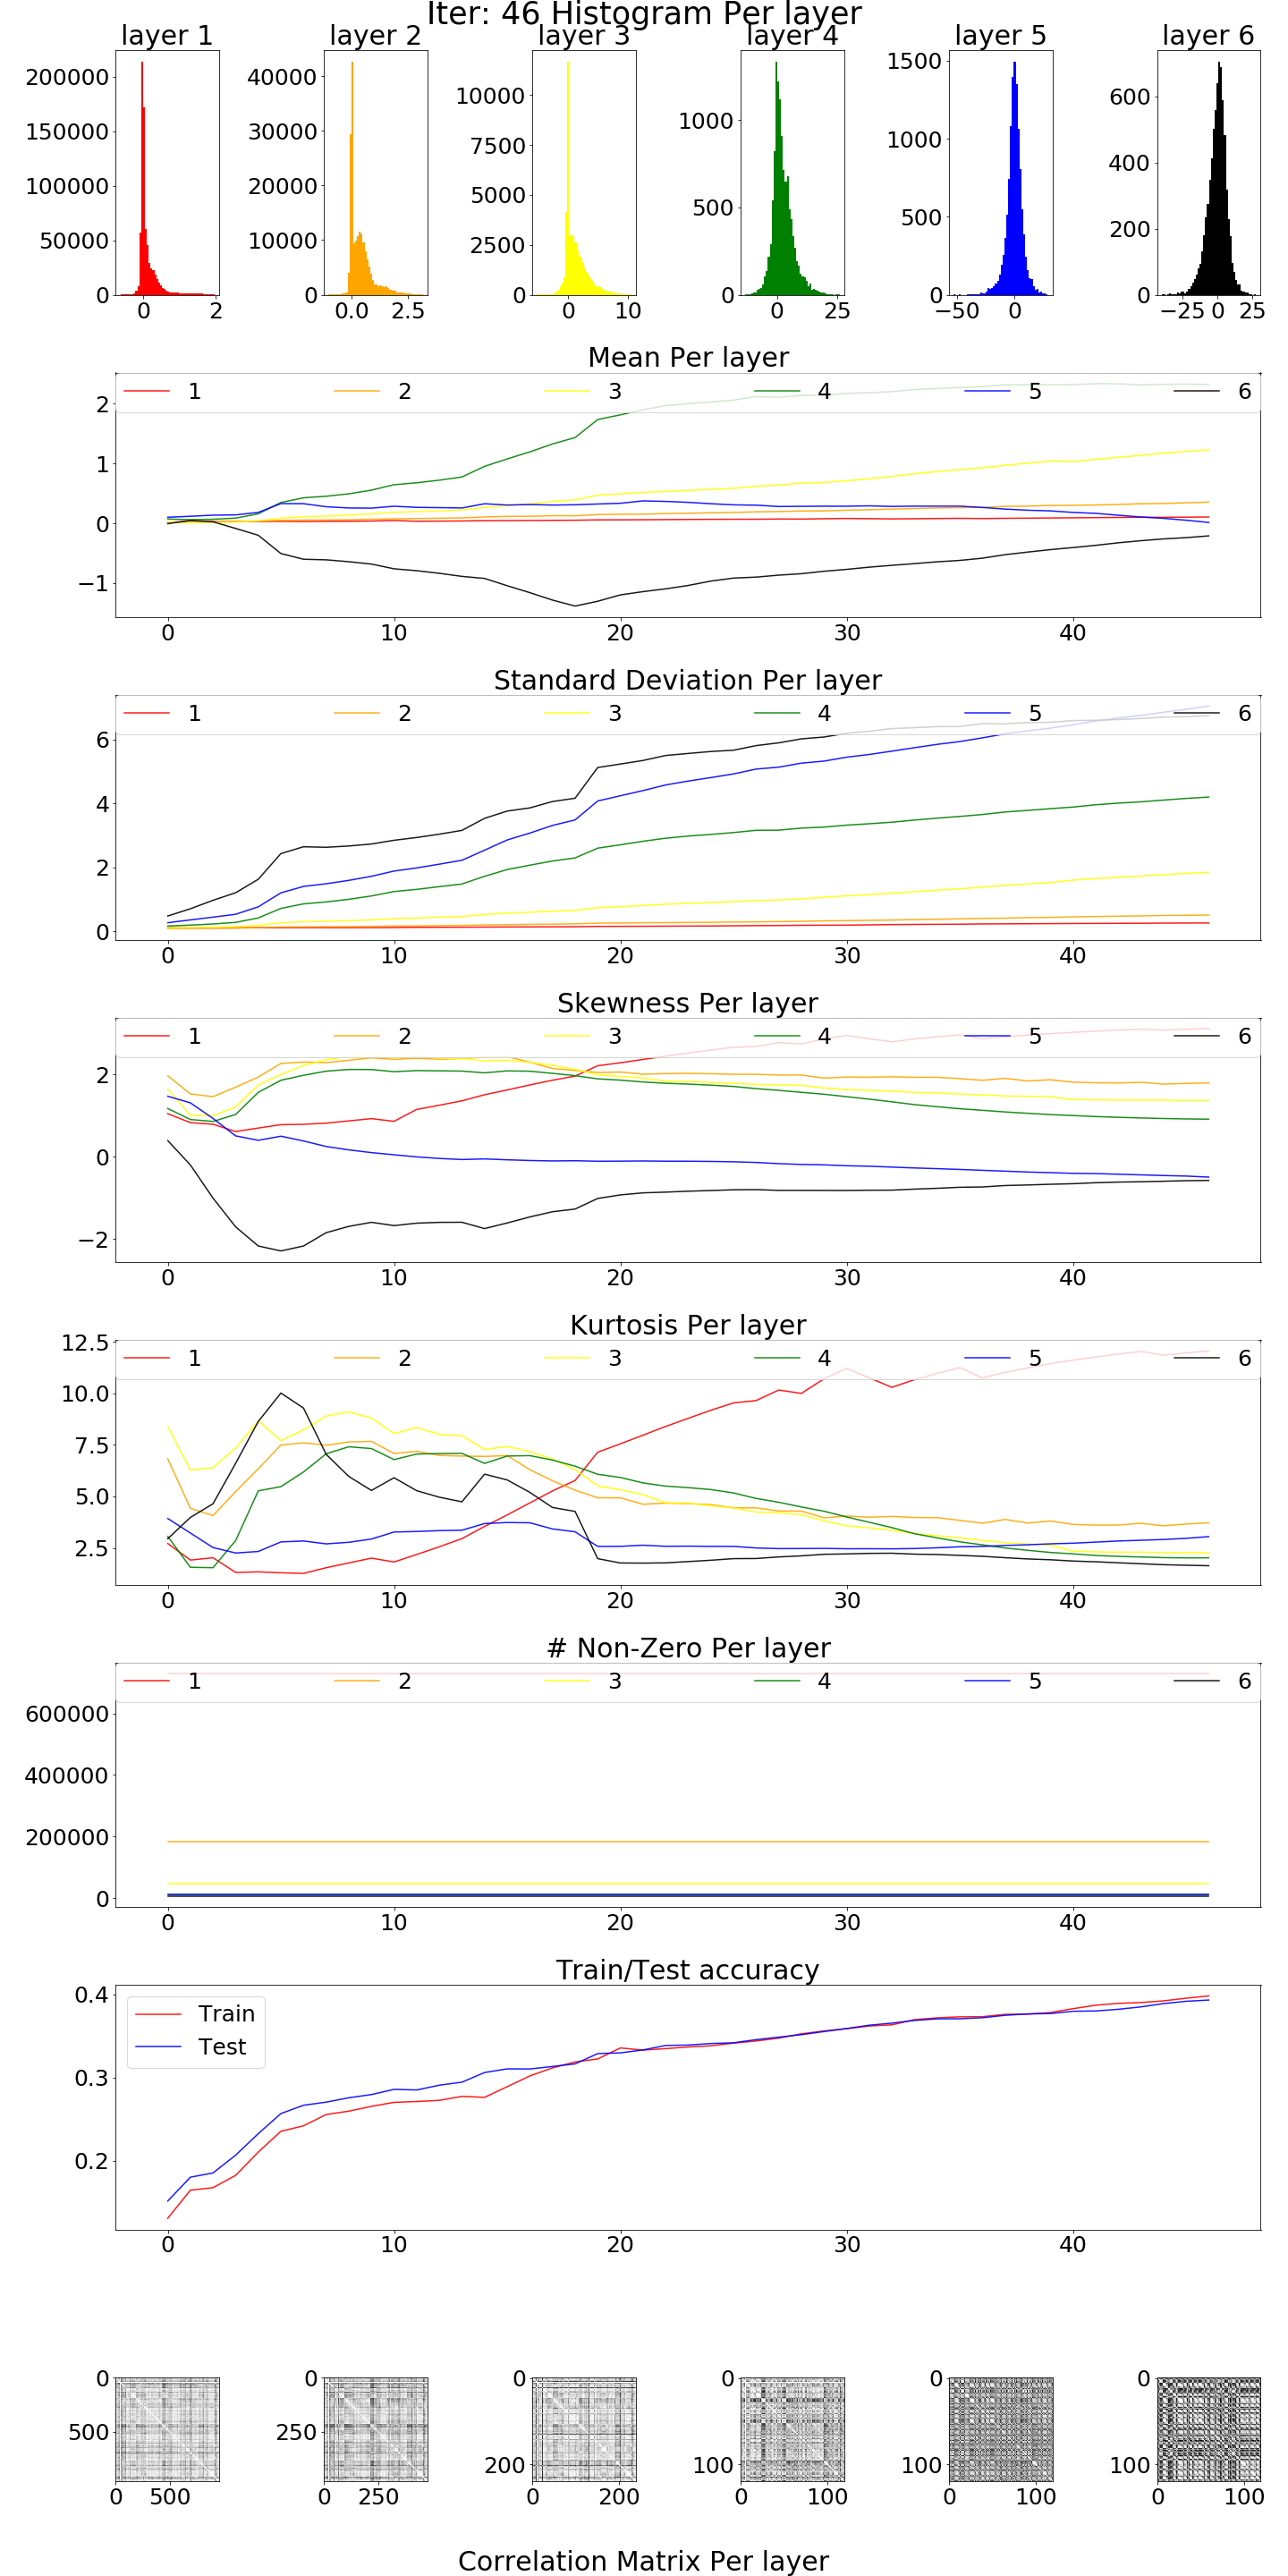 Iter: 46 Histogram Per layer
layer 1 layer 2 layer 3 layer 4 layer 5 layer 6
200000 150000 100000 50000 0
0 2
40000 30000 20000 10000 0
0.0 2.5
10000 7500 5000 2500 0
0 10
1000 500 0
0 25
1500 1000 500 0
−50 0
600 400 200 0
−25 0 25
Mean Per layer
1 2 3 4 5 6
2
1
0
−1
0 10 20 30 40
Standard Deviation Per layer
1 2 3 4 5 6
6
4
2
0
0 10 20 30 40
Skewness Per layer
1 2 3 4 5 6
2
0
−2
0 10 20 30 40
Kurtosis Per layer
12.5
1 2 3 4 5 6
10.0
7.5
5.0
2.5
0 10 20 30 40
# Non-Zero Per layer
1 2 3 4 5 6
600000
400000
200000
0
0 10 20 30 40
Train/Test accuracy
0.4
Train
Test
0.3
0.2
0 10 20 30 40
0 0 0 0 0 0
500 250 200 100 100 100
0 500 0 250 0 200 0 100 0 100 0 100
Correlation Matrix Per layer